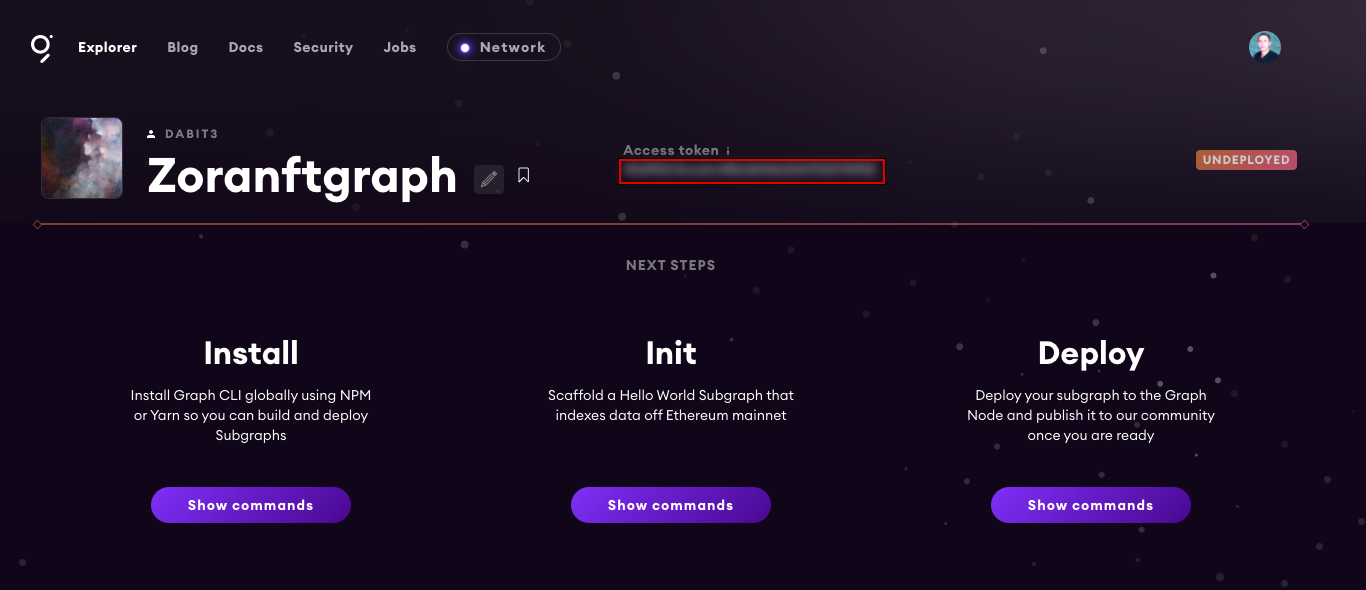 Explorer Blog Docs Security Jobs Network
DABIT3
Zoranftgraph
Access token i
UNDEPLOYED
NEXT STEPS
Install
Install Graph CLI globally using NPM
or Yarn so you can build and deploy
Subgraphs
Show commands
Init
Scaffold a Hello World Subgraph that
indexes data off Ethereum mainnet
Show commands
Deploy
Deploy your subgraph to the Graph
Node and publish it to our community
once you are ready
Show commands